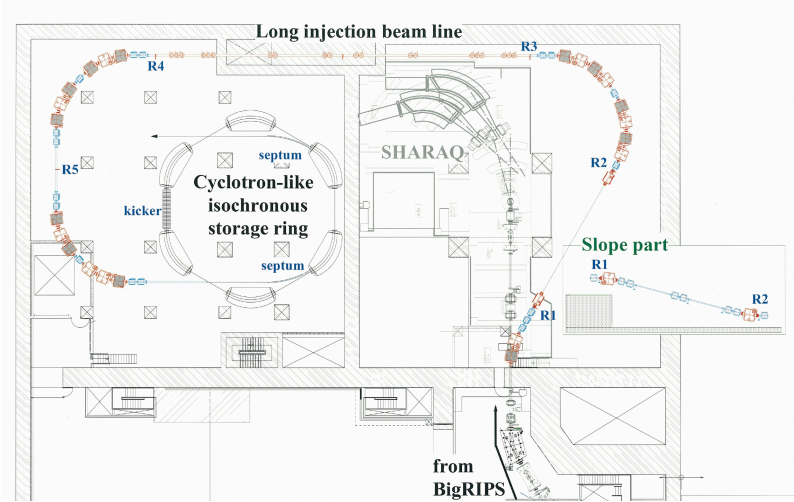 Long injection beam line
R4
R3
R2
R5
SHARAQ
septum
Cyclotron-like
isochronous
storage ring
kicker
septum
Slope part
R1
R2
R1
from
BigRIPS